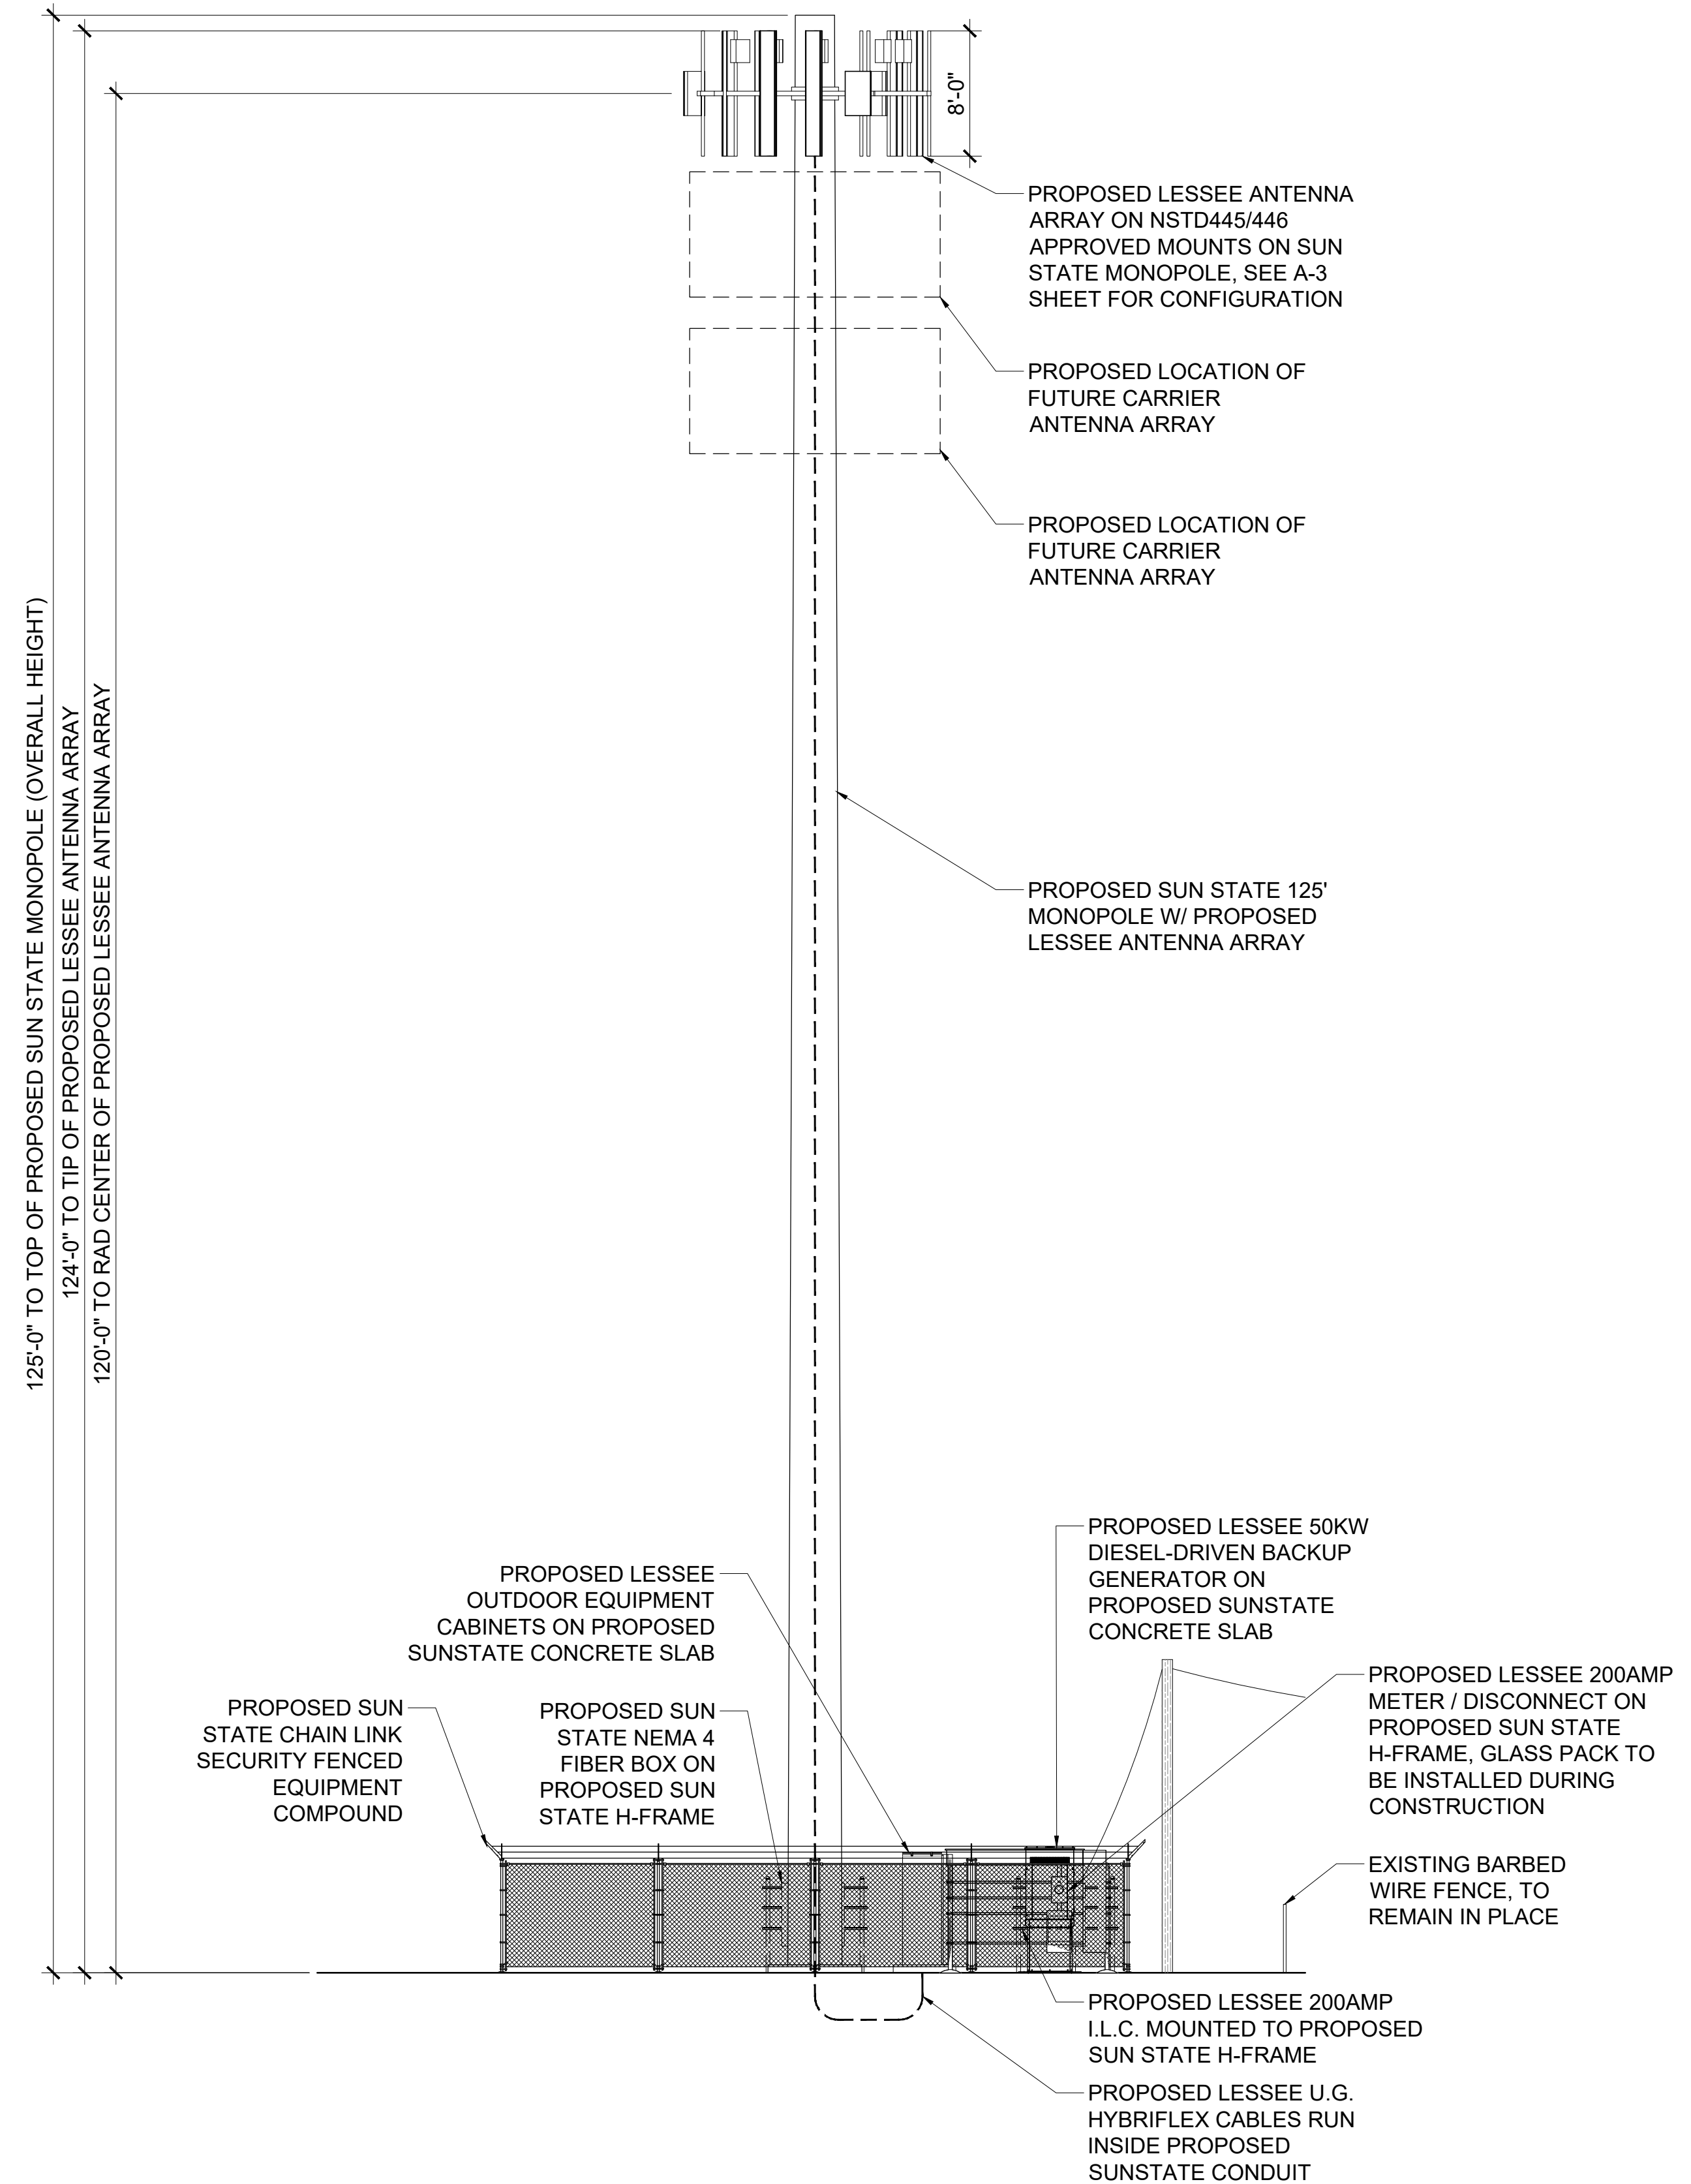 8'-0"
PROPOSED LESSEE ANTENNA
ARRAY ON NSTD445/446
APPROVED MOUNTS ON SUN
STATE MONOPOLE, SEE A-3
SHEET FOR CONFIGURATION
PROPOSED LOCATION OF
FUTURE CARRIER
ANTENNA ARRAY
PROPOSED LOCATION OF
FUTURE CARRIER
ANTENNA ARRAY
125'-0" TO TOP OF PROPOSED SUN STATE MONOPOLE (OVERALL HEIGHT)
124'-0" TO TIP OF PROPOSED LESSEE ANTENNA ARRAY
120'-0" TO RAD CENTER OF PROPOSED LESSEE ANTENNA ARRAY
PROPOSED SUN STATE 125'
MONOPOLE W/ PROPOSED
LESSEE ANTENNA ARRAY
PROPOSED LESSEE 50KW
DIESEL-DRIVEN BACKUP
GENERATOR ON
PROPOSED SUNSTATE
CONCRETE SLAB
PROPOSED LESSEE
OUTDOOR EQUIPMENT
CABINETS ON PROPOSED
SUNSTATE CONCRETE SLAB
PROPOSED LESSEE 200AMP
METER / DISCONNECT ON
PROPOSED SUN STATE
H-FRAME, GLASS PACK TO
BE INSTALLED DURING
CONSTRUCTION
PROPOSED SUN
STATE CHAIN LINK
SECURITY FENCED
EQUIPMENT
COMPOUND
PROPOSED SUN
STATE NEMA 4
FIBER BOX ON
PROPOSED SUN
STATE H-FRAME
EXISTING BARBED
WIRE FENCE, TO
REMAIN IN PLACE
PROPOSED LESSEE 200AMP
I.L.C. MOUNTED TO PROPOSED
SUN STATE H-FRAME
PROPOSED LESSEE U.G.
HYBRIFLEX CABLES RUN
INSIDE PROPOSED
SUNSTATE CONDUIT